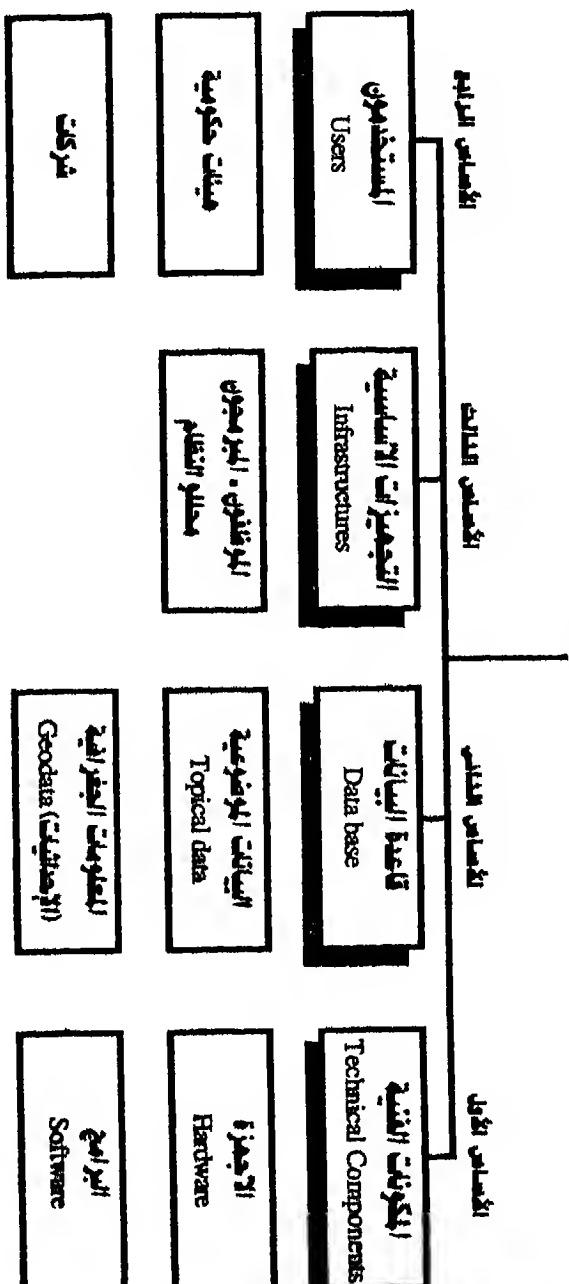 الأساس الأول
الأساس الثاني
الأساس الثالث
الأساس الرابع
المكونات الفنية
Technical Components
قاعدة البيانات
Data base
التجهيزات الأساسية
Infrastructures
المستخدمون
Users
الأجهزة
Hardware
البيانات الموضوعية
Topical data
الموظفون - المبرمجون
محللو النظام
هيئات حكومية
البرامج
Software
المعلومات الجغرافية
(الإحداثيات) Geodata
شركات